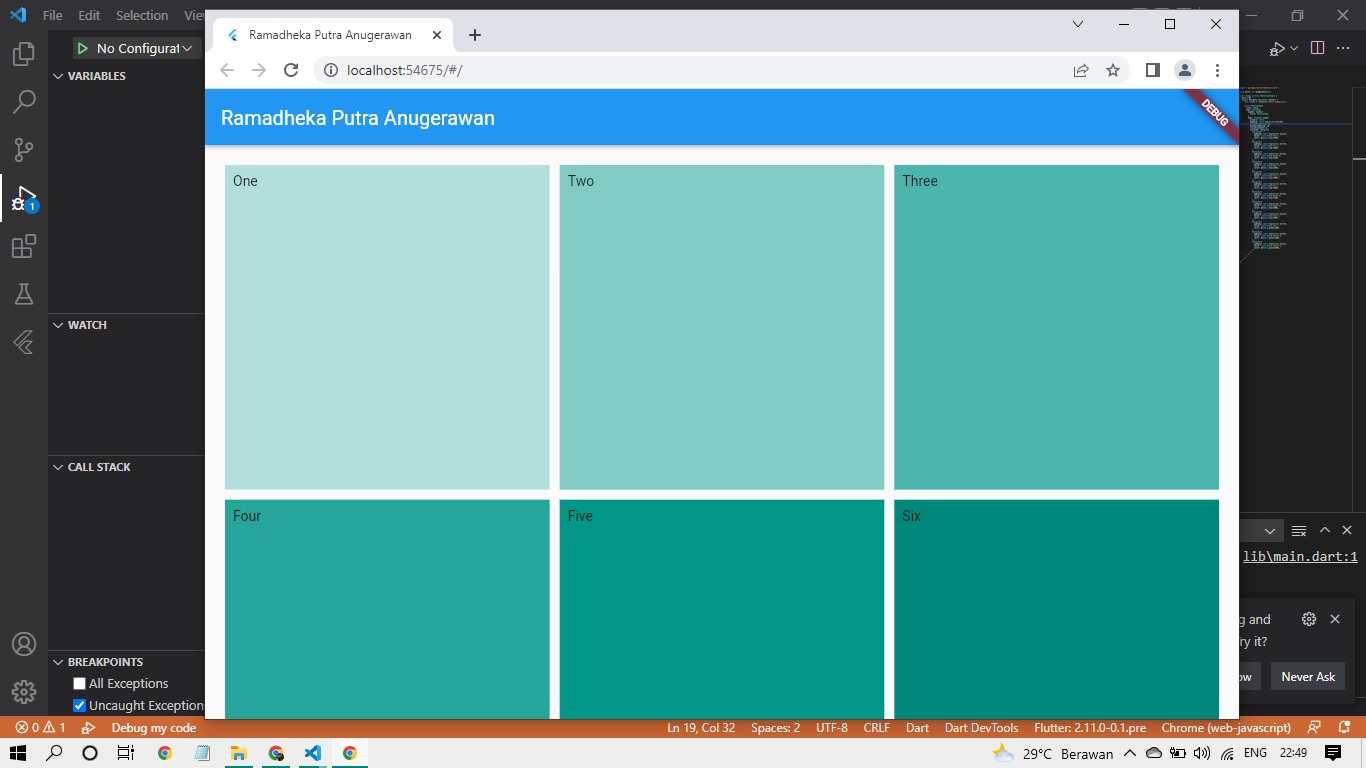 File Edit Selection Vie
Ramadheka Putra Anugerawan
No Configurat
localhost:54675/#/
VARIABLES
Ramadheka Putra Anugerawan
DEBUG
One
Two
Three
WATCH
CALL STACK
Four
Five
Six
lib\main.dart:1
g and
ry it?
ow
Never Ask
BREAKPOINTS
All Exceptions
Uncaught Exception
1
0 1 Debug my code Ln 19, Col 32 Spaces: 2 UTF-8 CRLF Dart Dart DevTools Flutter: 2.11.0-0.1.pre Chrome (web-javascript)
29°C Berawan ENG 22:49